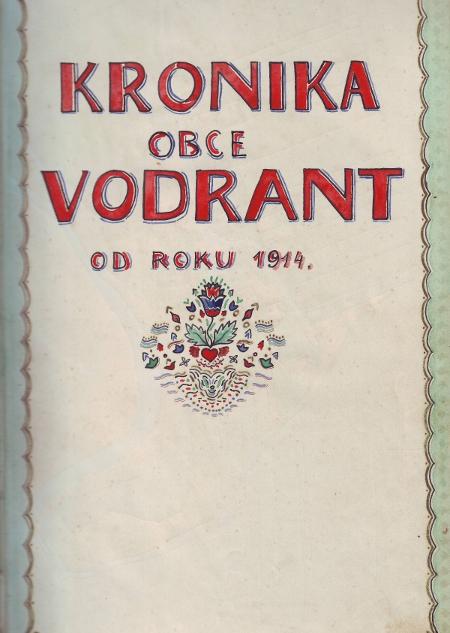 KRONIKA
OBCE
VODRANT
OD ROKU 1914.